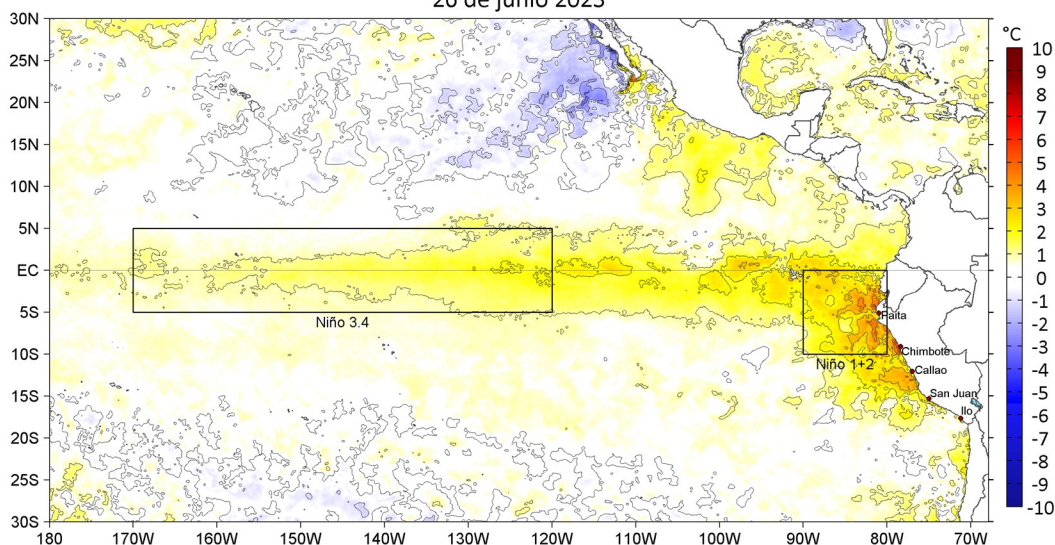 26 de junio 2023
30N
25N
20N
15N
10N
5N
EC
5S
10S
15S
20S
25S
30S
180
170W
160W
150W
140W
130W
120W
110W
100W
90W
80W
70W
Niño 3.4
Niño 1+2
Paita
Chimbote
Callao
San Juan
Ilo
°C
10
9
8
7
6
5
4
3
2
1
0
-1
-2
-3
-4
-5
-6
-7
-8
-9
-10